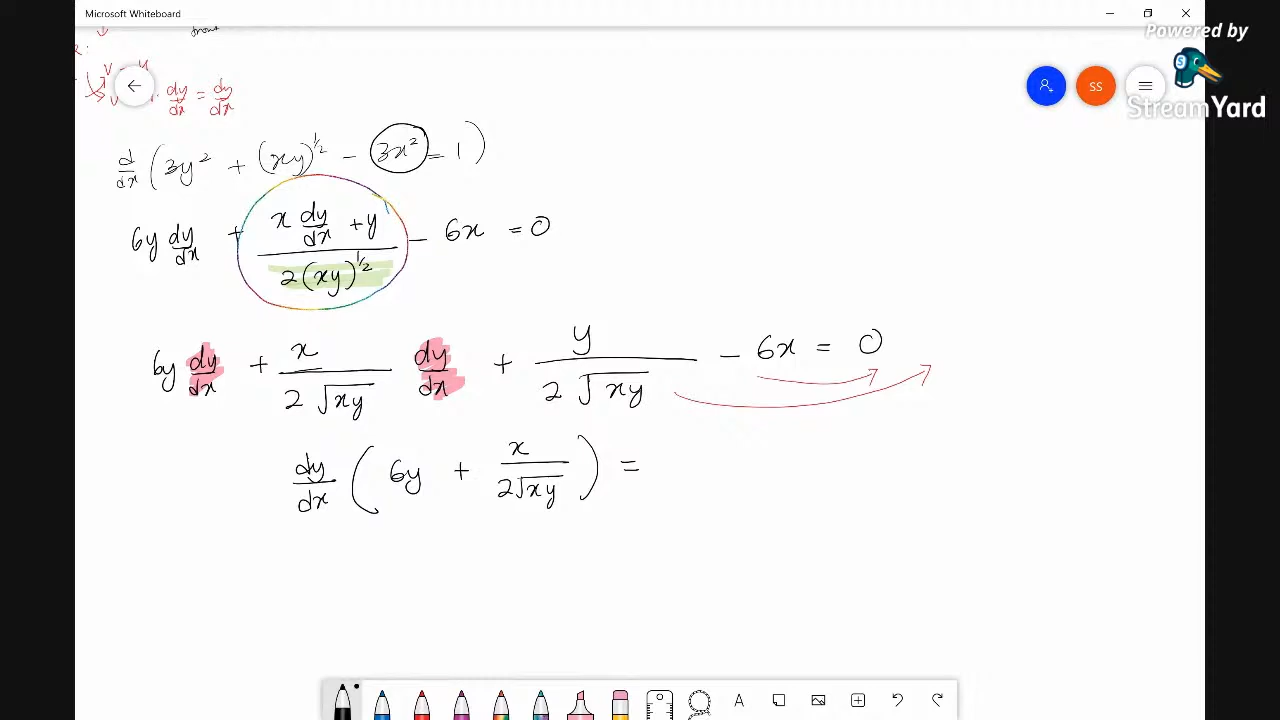 Microsoft Whiteboard
Powered by
StreamYard
SS
dy/dx = dy/dx
d/dx (3y² + (xy)^1/2 - 3x² = 1)
6y dy/dx + (x dy/dx + y)/(2(xy)^1/2) - 6x = 0
6y dy/dx + x/(2√xy) dy/dx + y/(2√xy) - 6x = 0
dy/dx (6y + x/(2√xy)) =
A